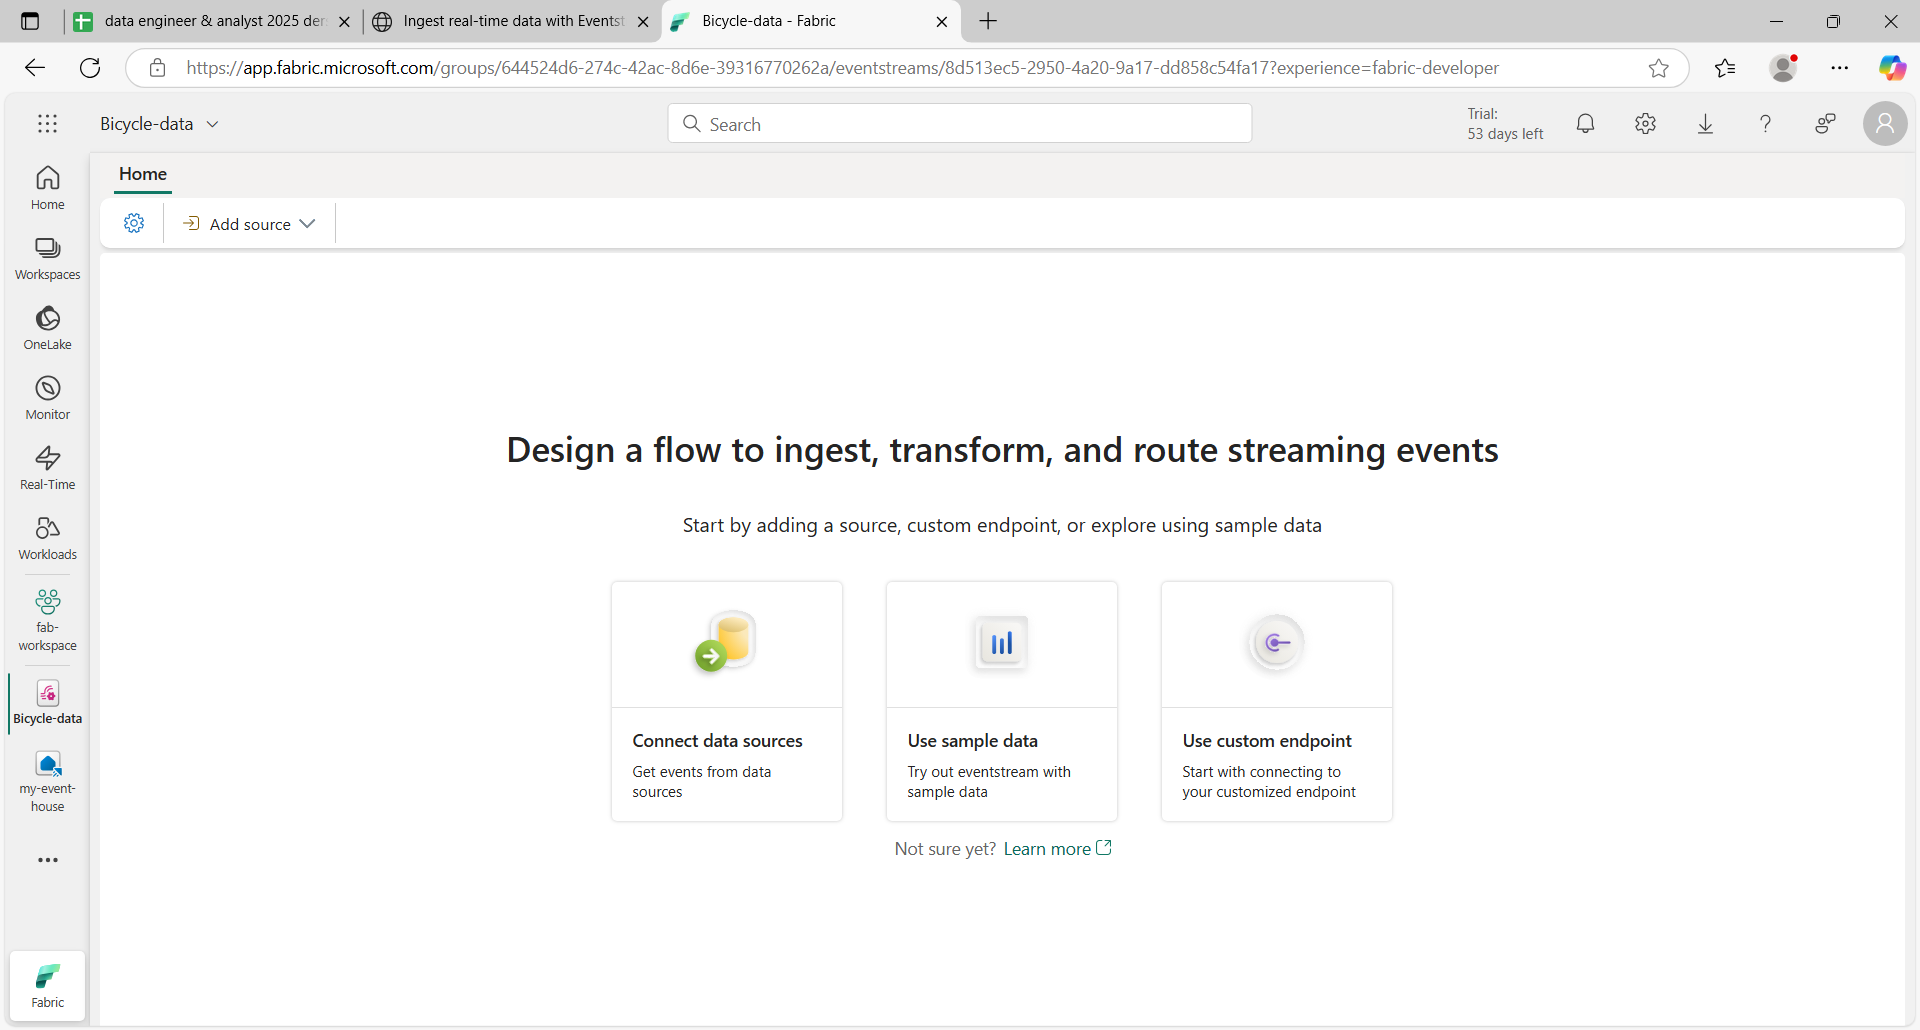 data engineer & analyst 2025 der
Ingest real-time data with Eventst
Bicycle-data - Fabric
https://app.fabric.microsoft.com/groups/644524d6-274c-42ac-8d6e-39316770262a/eventstreams/8d513ec5-2950-4a20-9a17-dd858c54fa17?experience=fabric-developer
Bicycle-data
Search
Trial:
53 days left
Home
Workspaces
OneLake
Monitor
Real-Time
Workloads
fab-
workspace
Bicycle-data
my-event-
house
Fabric
Home
Add source
Design a flow to ingest, transform, and route streaming events
Start by adding a source, custom endpoint, or explore using sample data
Connect data sources
Get events from data
sources
Use sample data
Try out eventstream with
sample data
Use custom endpoint
Start with connecting to
your customized endpoint
Not sure yet? Learn more